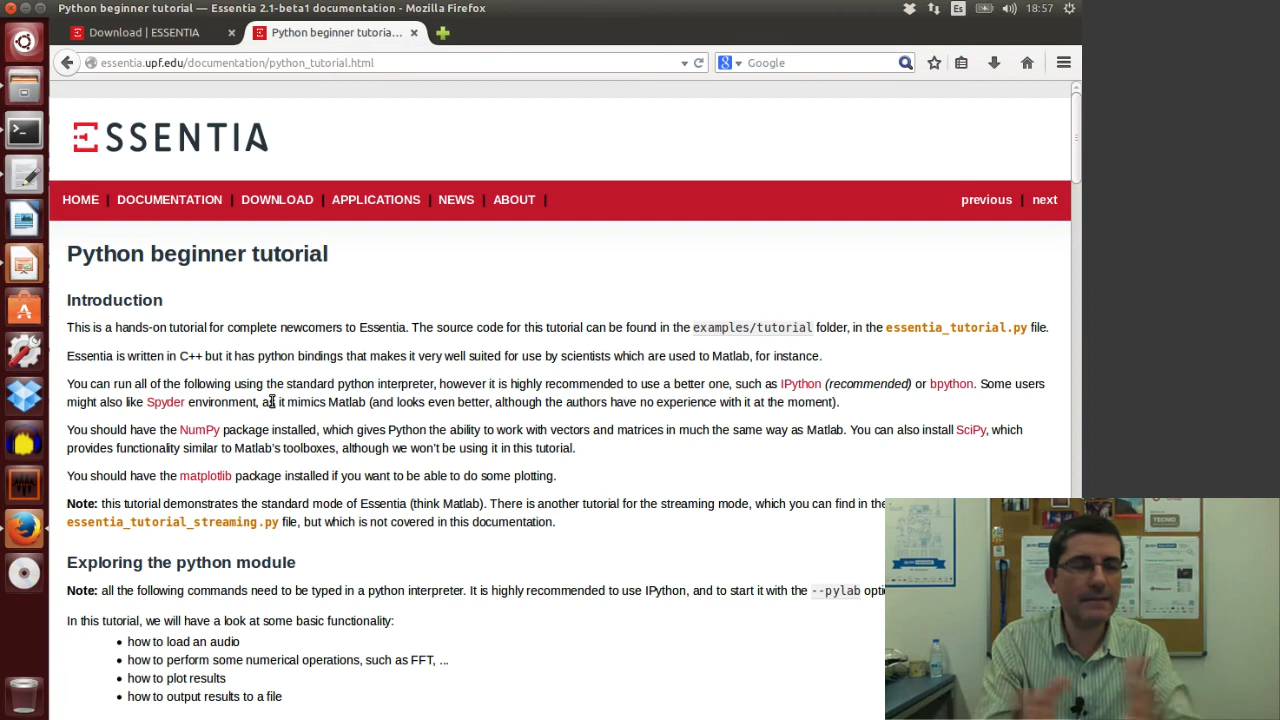 Python beginner tutorial — Essentia 2.1-beta1 documentation - Mozilla Firefox
Es
18:57
Download | ESSENTIA
Python beginner tutoria...
essentia.upf.edu/documentation/python_tutorial.html
Google
ESSENTIA
HOME | DOCUMENTATION | DOWNLOAD | APPLICATIONS | NEWS | ABOUT |
previous | next
Python beginner tutorial
Introduction
This is a hands-on tutorial for complete newcomers to Essentia. The source code for this tutorial can be found in the examples/tutorial folder, in the essentia_tutorial.py file.
Essentia is written in C++ but it has python bindings that makes it very well suited for use by scientists which are used to Matlab, for instance.
You can run all of the following using the standard python interpreter, however it is highly recommended to use a better one, such as IPython (recommended) or bpython. Some users
might also like Spyder environment, as it mimics Matlab (and looks even better, although the authors have no experience with it at the moment).
You should have the NumPy package installed, which gives Python the ability to work with vectors and matrices in much the same way as Matlab. You can also install SciPy, which
provides functionality similar to Matlab's toolboxes, although we won't be using it in this tutorial.
You should have the matplotlib package installed if you want to be able to do some plotting.
Note: this tutorial demonstrates the standard mode of Essentia (think Matlab). There is another tutorial for the streaming mode, which you can find in the
essentia_tutorial_streaming.py file, but which is not covered in this documentation.
Exploring the python module
Note: all the following commands need to be typed in a python interpreter. It is highly recommended to use IPython, and to start it with the --pylab opti
In this tutorial, we will have a look at some basic functionality:
• how to load an audio
• how to perform some numerical operations, such as FFT, ...
• how to plot results
• how to output results to a file